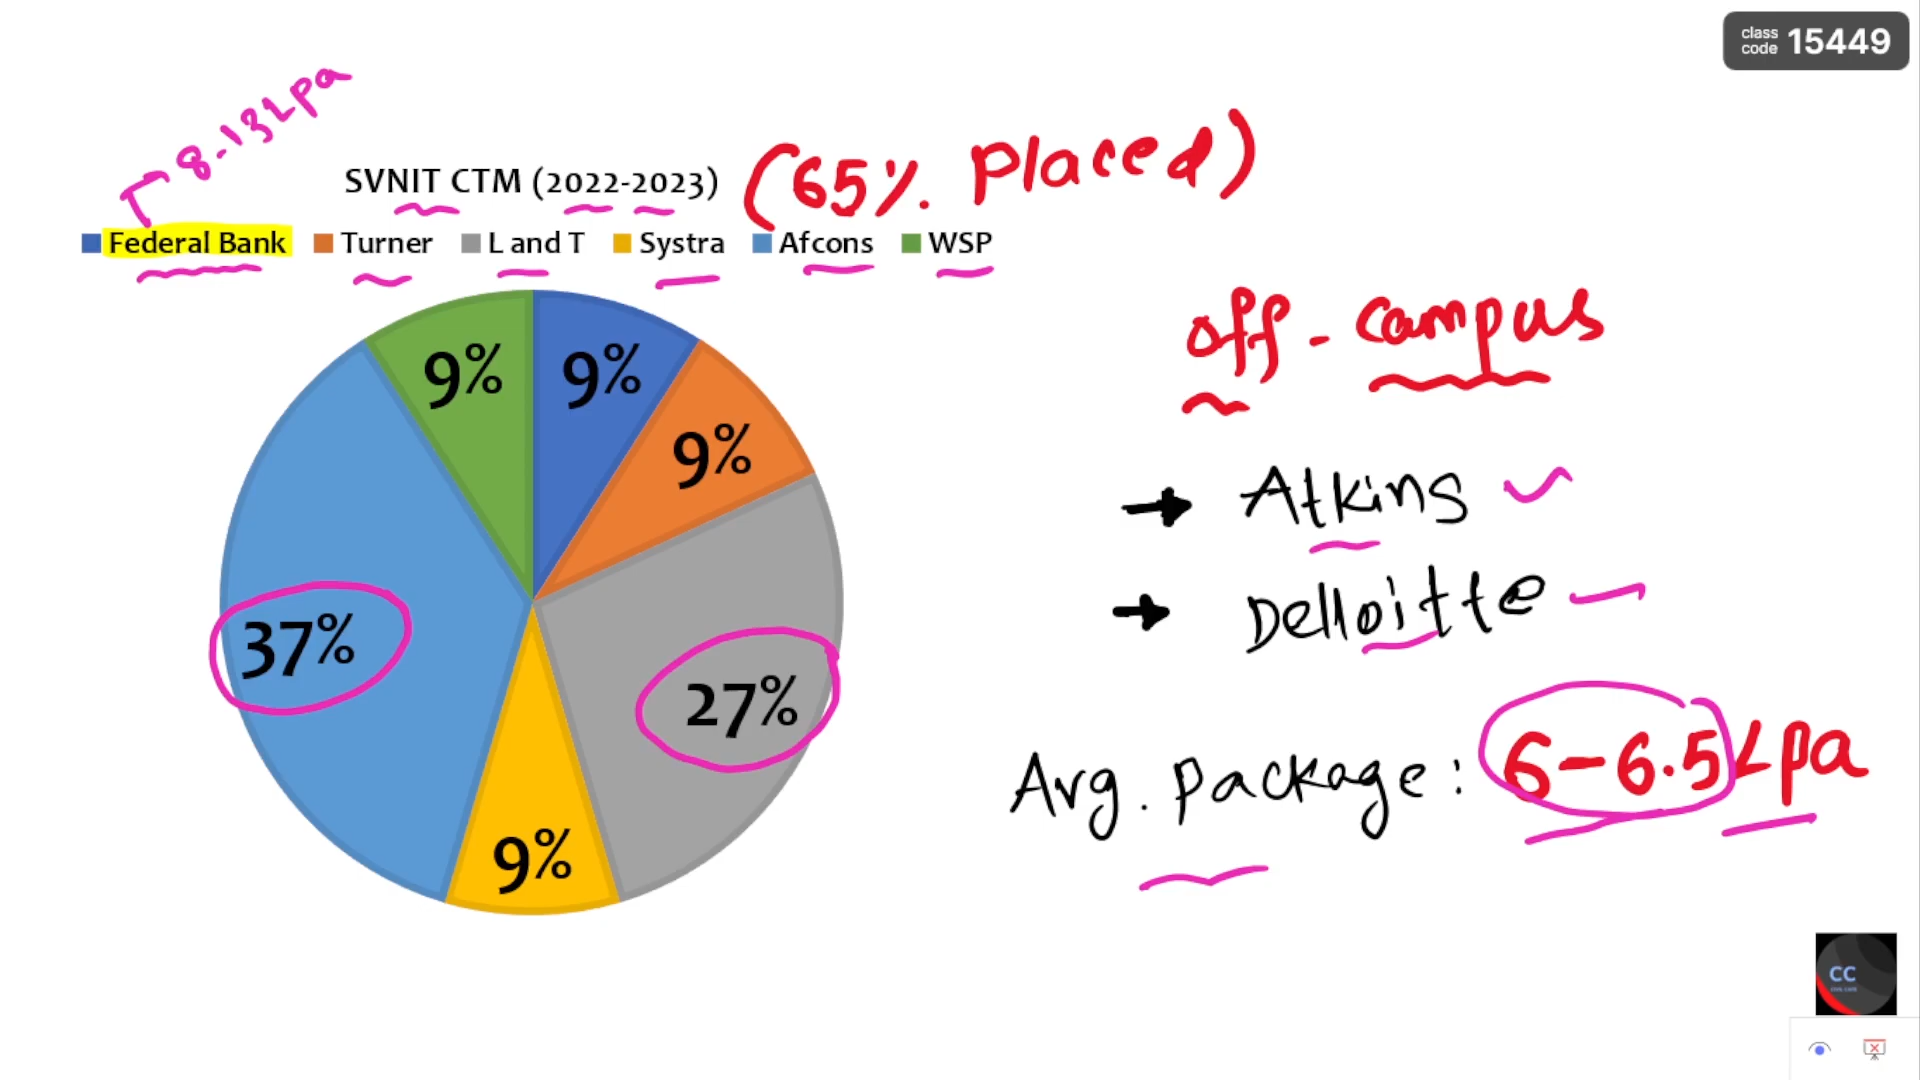 class code 15449
8-13Lpa
SVNIT CTM (2022-2023) (65% Placed)
Federal Bank Turner L and T Systra Afcons WSP
off-campus
9% 9%
9%
Atkins
Delloitte
37%
27%
Avg. package: 6-6.5Lpa
9%
CC